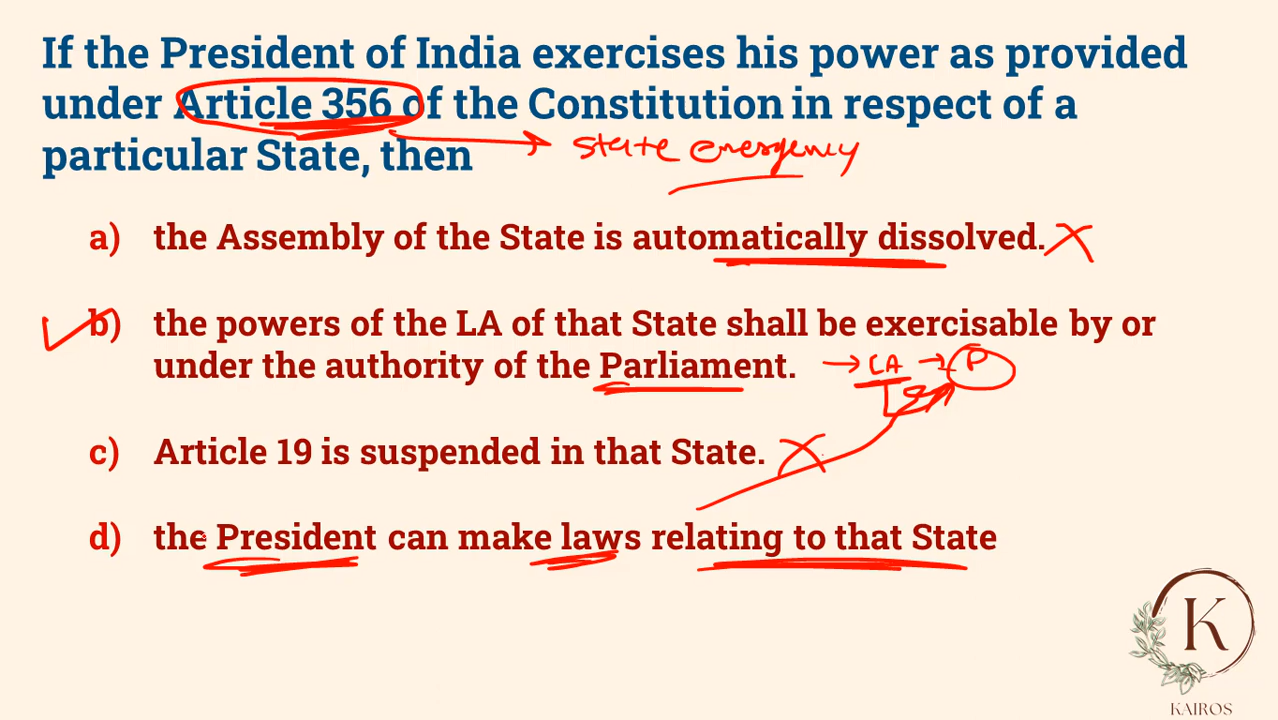 If the President of India exercises his power as provided
under Article 356 of the Constitution in respect of a
particular State, then
state emergency
a) the Assembly of the State is automatically dissolved.
b) the powers of the LA of that State shall be exercisable by or
under the authority of the Parliament. → LA → P
c) Article 19 is suspended in that State.
d) the President can make laws relating to that State
K
KAIROS